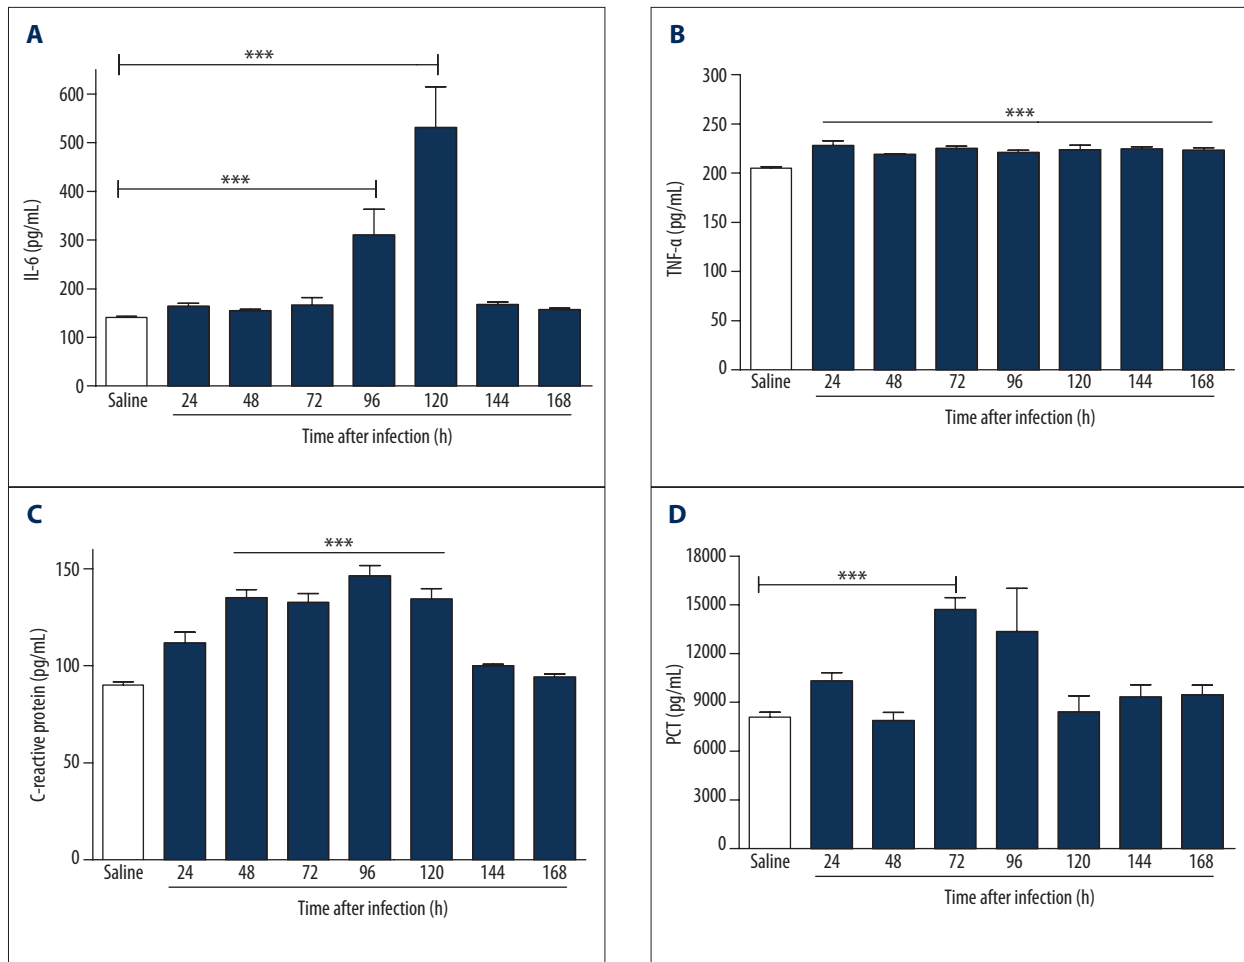 A
***
***
IL-6 (pg/mL)
600
500
400
300
200
100
0
Saline 24 48 72 96 120 144 168
Time after infection (h)
B
***
TNF-α (pg/mL)
300
250
200
150
100
50
0
Saline 24 48 72 96 120 144 168
Time after infection (h)
C
***
C-reactive protein (pg/mL)
150
100
50
0
Saline 24 48 72 96 120 144 168
Time after infection (h)
D
***
PCT (pg/mL)
18000
15000
12000
9000
6000
3000
0
Saline 24 48 72 96 120 144 168
Time after infection (h)